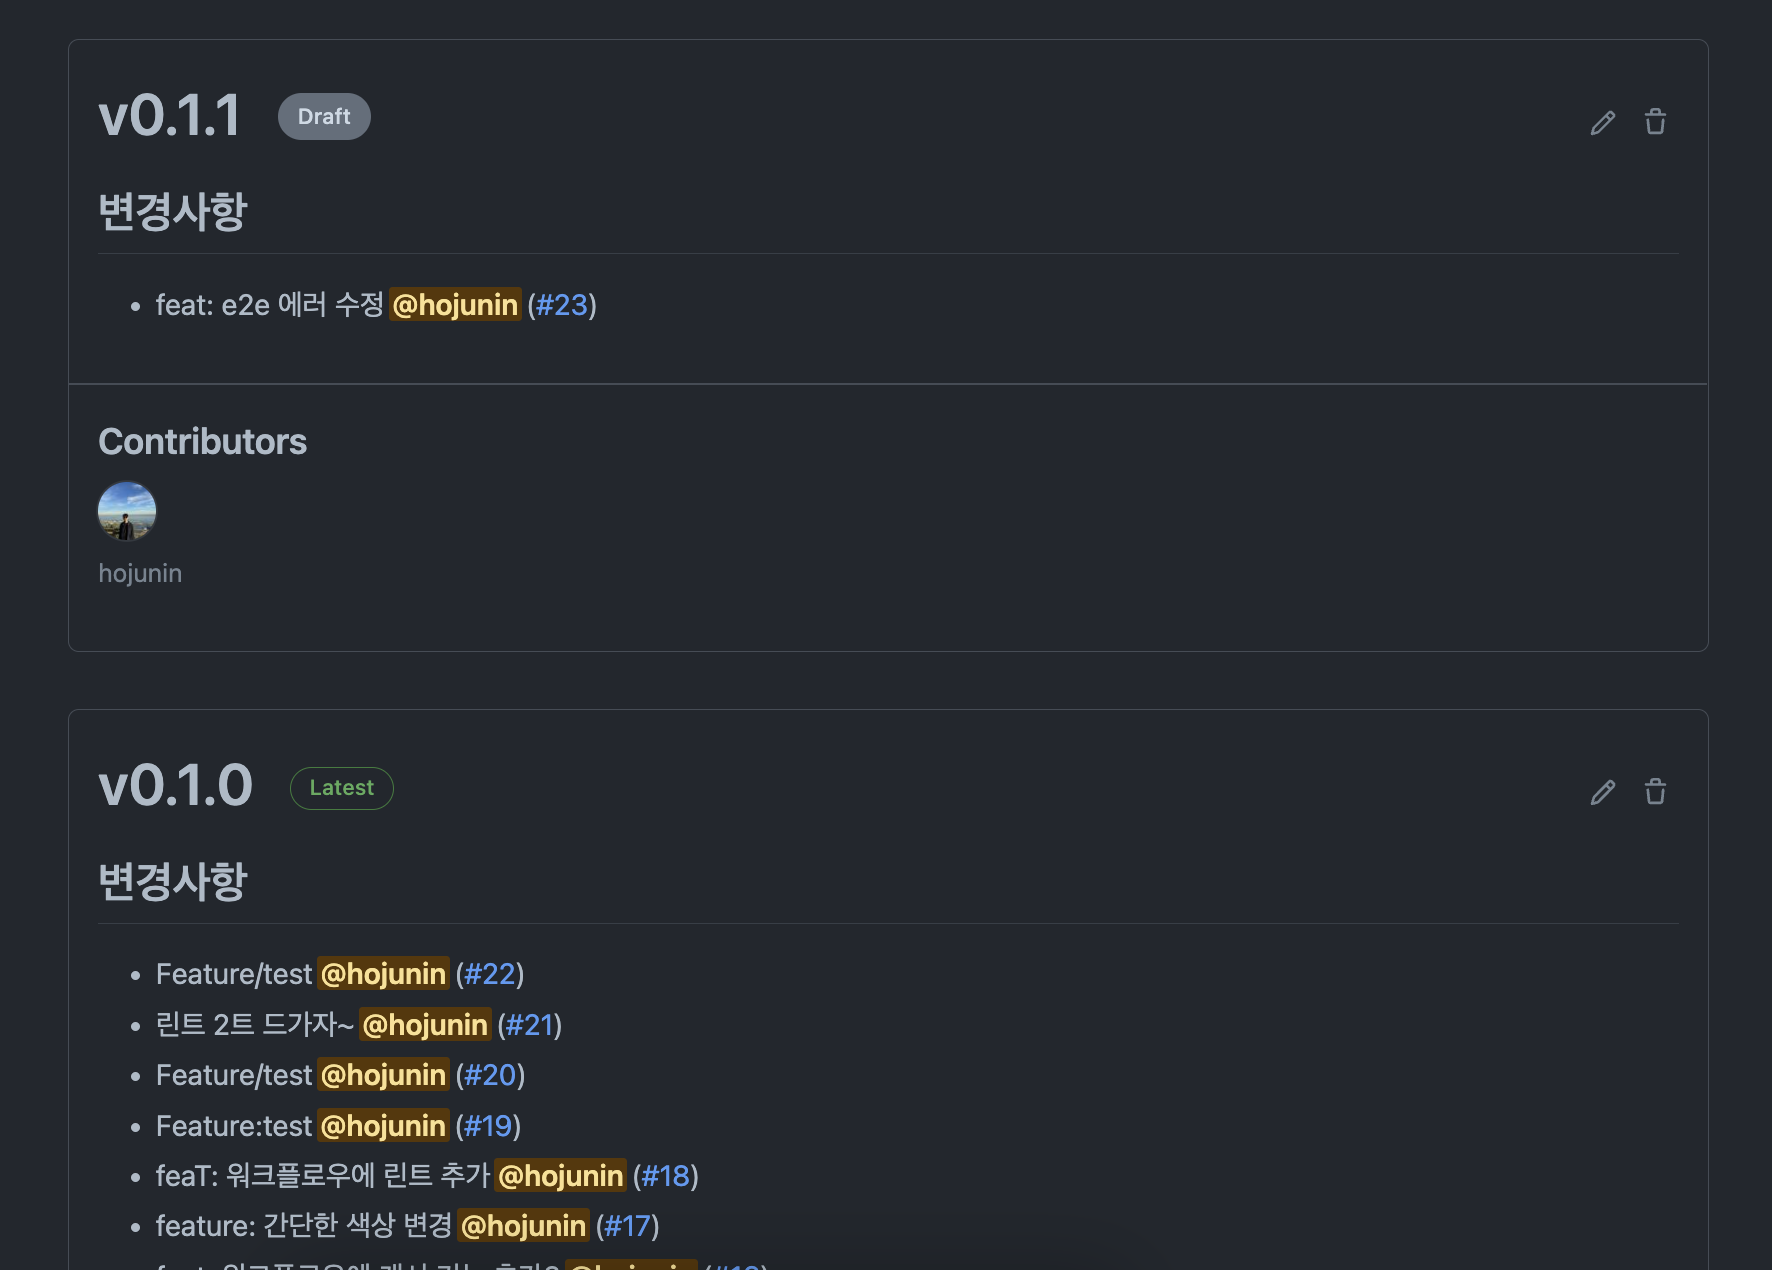 v0.1.1 Draft
변경사항
feat: e2e 에러 수정 @hojunin (#23)
Contributors
hojunin
v0.1.0 Latest
변경사항
Feature/test @hojunin (#22)
린트 2트 드가자~ @hojunin (#21)
Feature/test @hojunin (#20)
Feature:test @hojunin (#19)
feaT: 워크플로우에 린트 추가 @hojunin (#18)
feature: 간단한 색상 변경 @hojunin (#17)